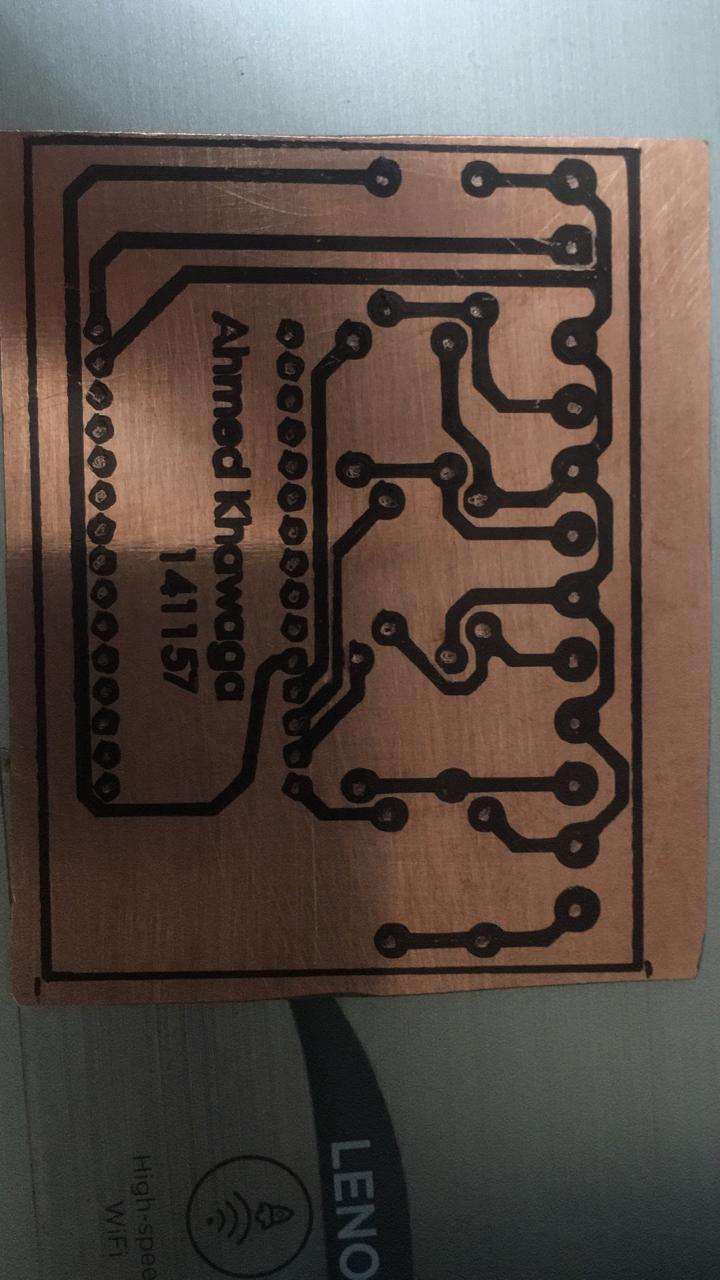 Ahmed Khawaga
141157
LENO
High-spee
WiFi